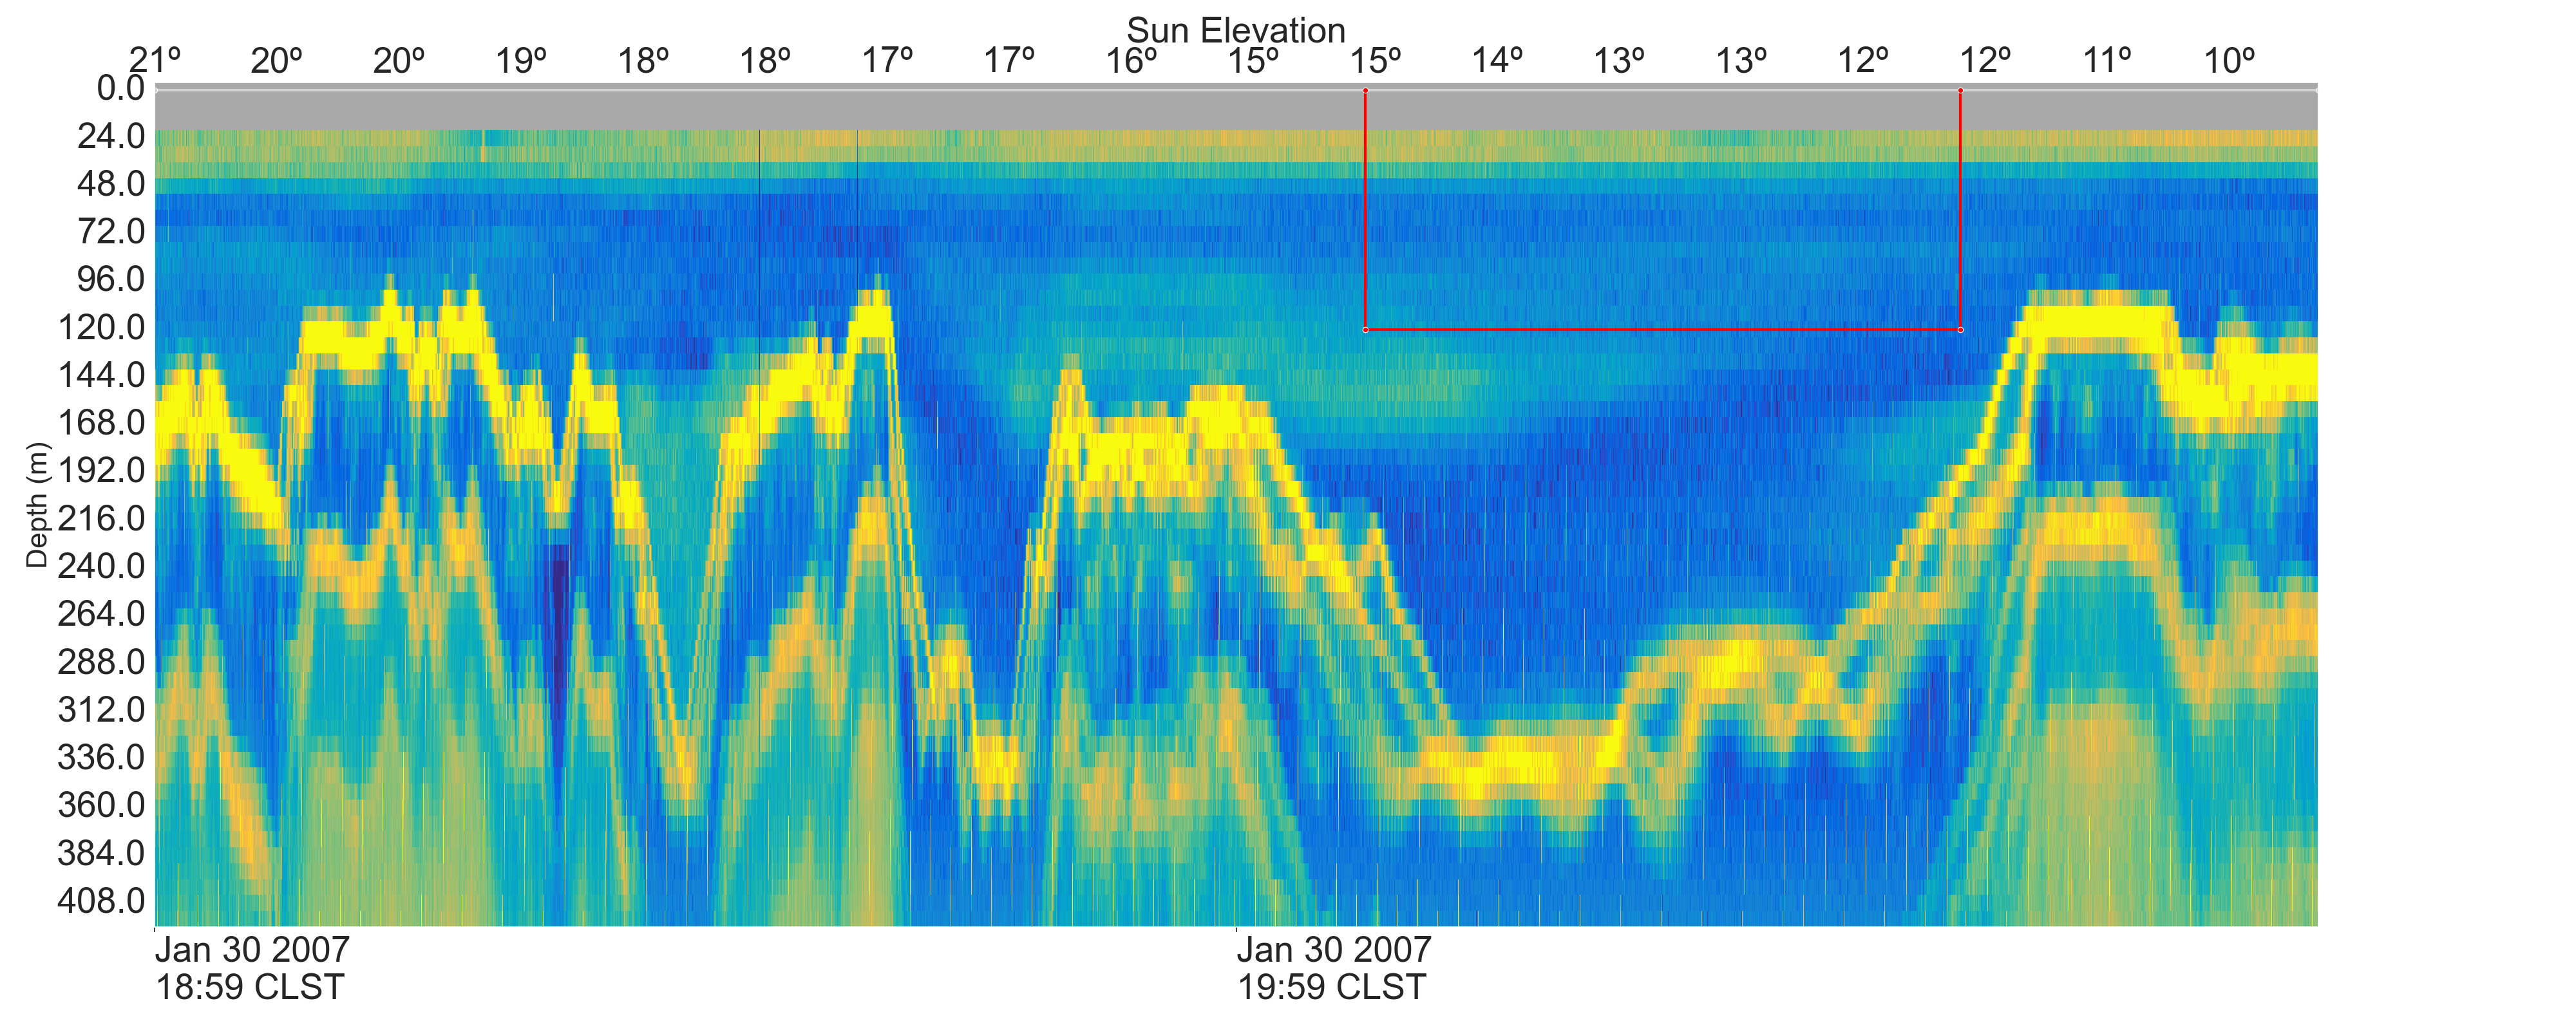 Sun Elevation
21º 20º 20º 19º 18º 18º 17º 17º 16º 15º 15º 14º 13º 13º 12º 12º 11º 10º
0.0
24.0
48.0
72.0
96.0
120.0
144.0
168.0
192.0
216.0
240.0
264.0
288.0
312.0
336.0
360.0
384.0
408.0
Depth (m)
Jan 30 2007
18:59 CLST
Jan 30 2007
19:59 CLST